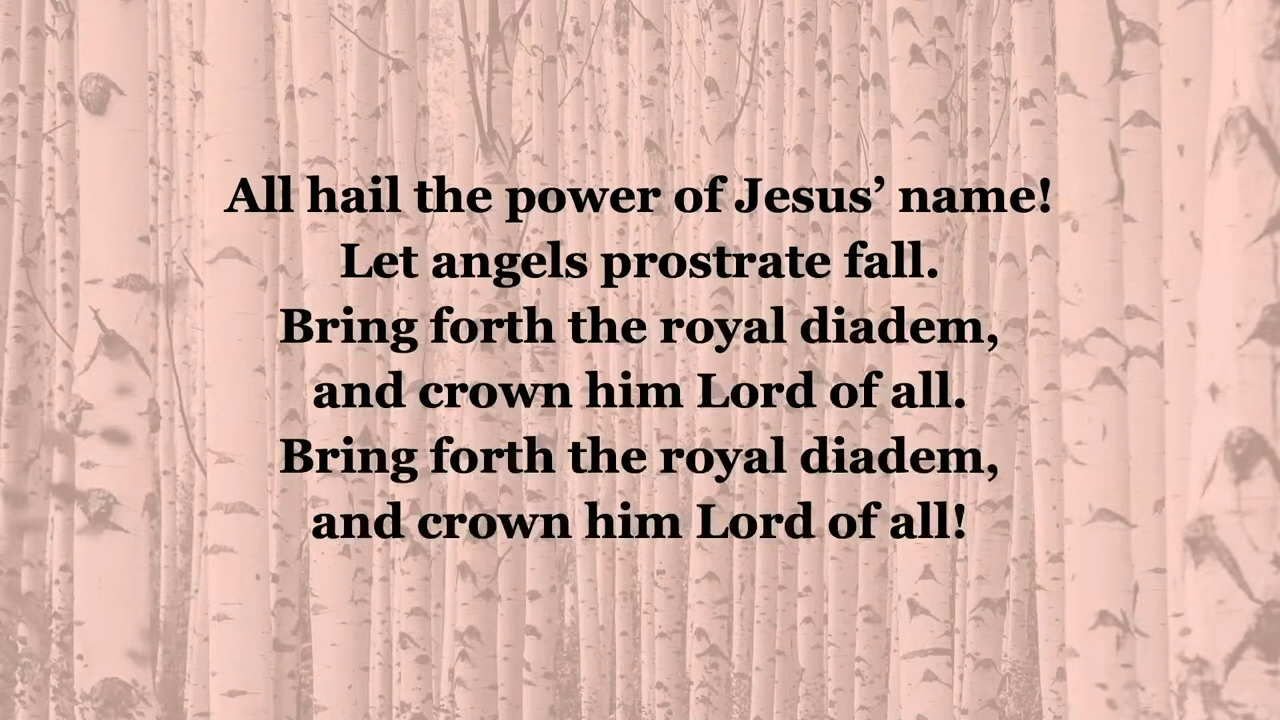 All hail the power of Jesus’ name!
Let angels prostrate fall.
Bring forth the royal diadem,
and crown him Lord of all.
Bring forth the royal diadem,
and crown him Lord of all!